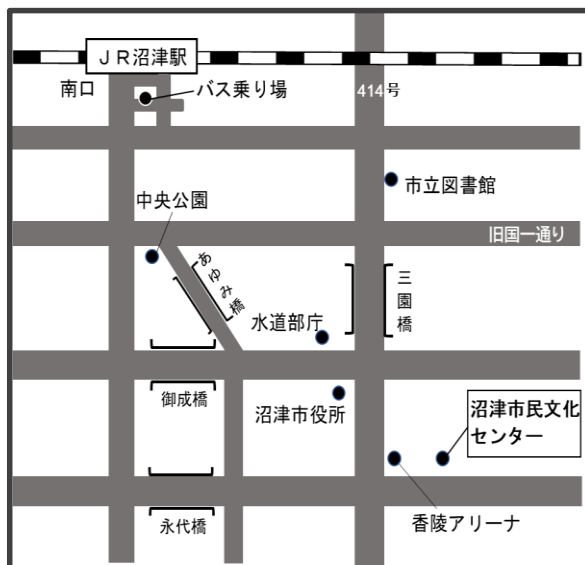 ＪＲ沼津駅
南口
バス乗り場
414号
市立図書館
中央公園
旧国一通り
あゆみ橋
三園橋
水道部庁
御成橋
沼津市役所
沼津市民文化
センター
香陵アリーナ
永代橋